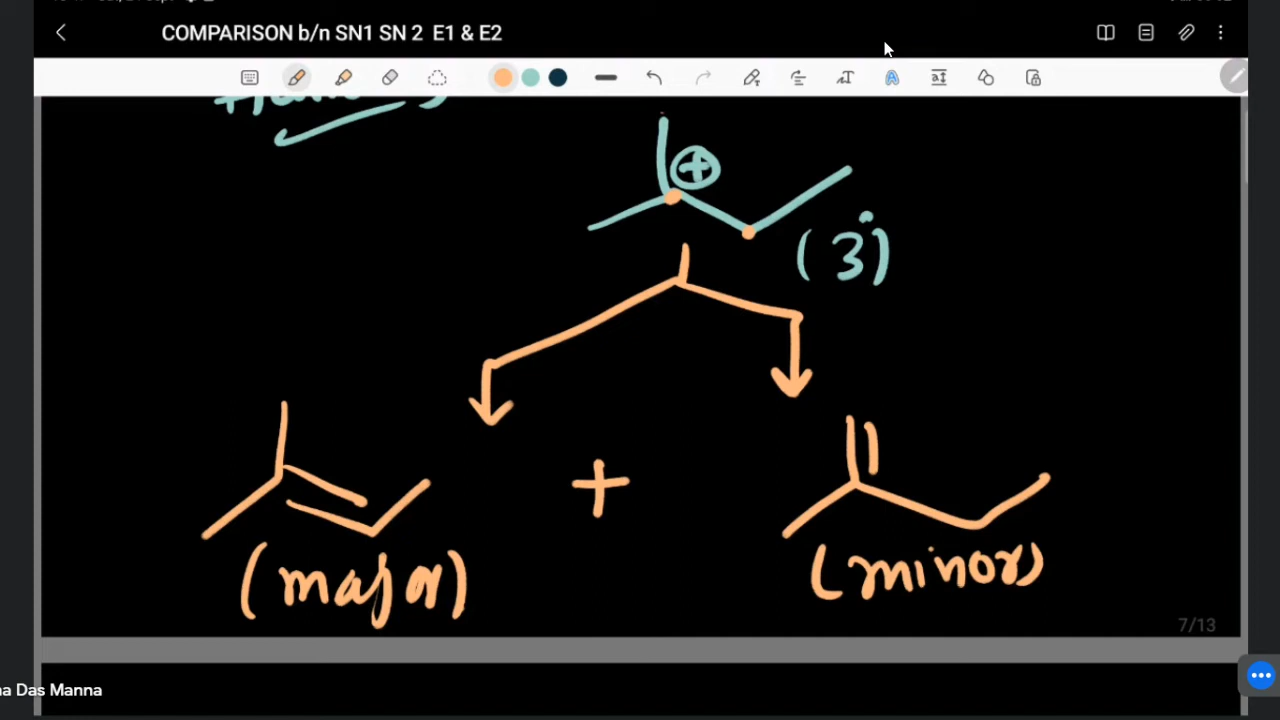 COMPARISON b/n SN1 SN 2 E1 & E2
+
(3°)
+
(major)
(minor)
7/13
a Das Manna